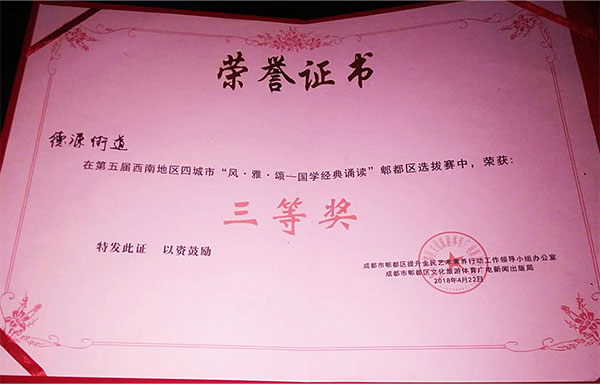 荣誉证书
德源街道
在第五届西南地区四城市“风·雅·颂—国学经典诵读”郫都区选拔赛中，荣获：
三等奖
特发此证 以资鼓励
成都市郫都区提升全民艺术素养行动工作领导小组办公室
成都市郫都区文化旅游体育广电新闻出版局
2018年4月22日